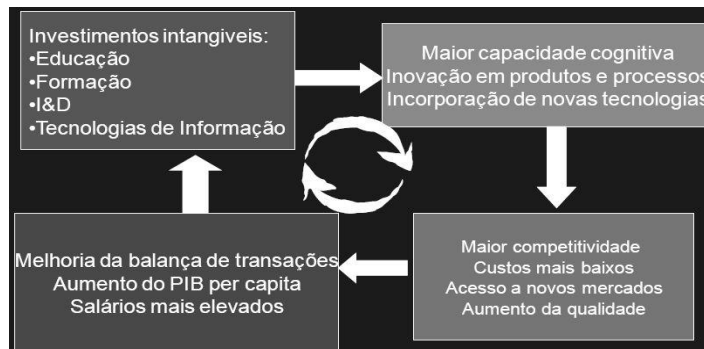 Investimentos intangiveis:
•Educação
•Formação
•I&D
•Tecnologias de Informação
Maior capacidade cognitiva
Inovação em produtos e processos
Incorporação de novas tecnologias
Maior competitividade
Custos mais baixos
Acesso a novos mercados
Aumento da qualidade
Melhoria da balança de transações
Aumento do PIB per capita
Salários mais elevados